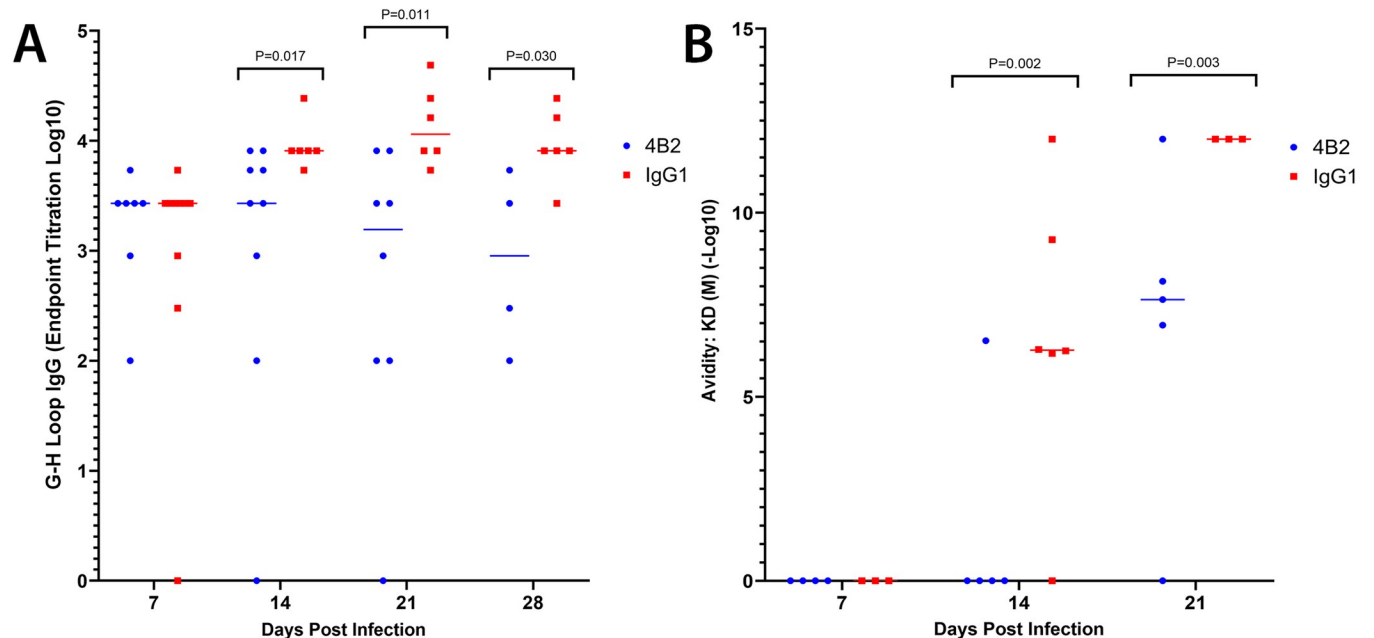 A
P=0.011
P=0.017
P=0.030
G-H Loop IgG (Endpoint Titration Log10)
5
4
3
2
1
0
7 14 21 28
Days Post Infection
4B2
IgG1
B
P=0.002
P=0.003
Avidity: KD (M) (-Log10)
15
10
5
0
7 14 21
Days Post Infection
4B2
IgG1